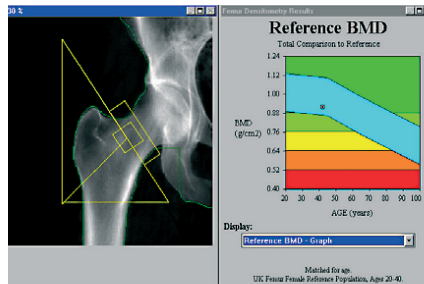 30 %
Femur Densitometry Results
Reference BMD
Total Comparison to Reference
1.24
1.12
1.00
0.88
0.76
0.64
0.52
0.40
BMD
(g/cm2)
20 30 40 50 60 70 80 90 100
AGE (years)
Display:
Reference BMD - Graph
Matched for age.
UK Femur Female Reference Population, Ages 20-40.